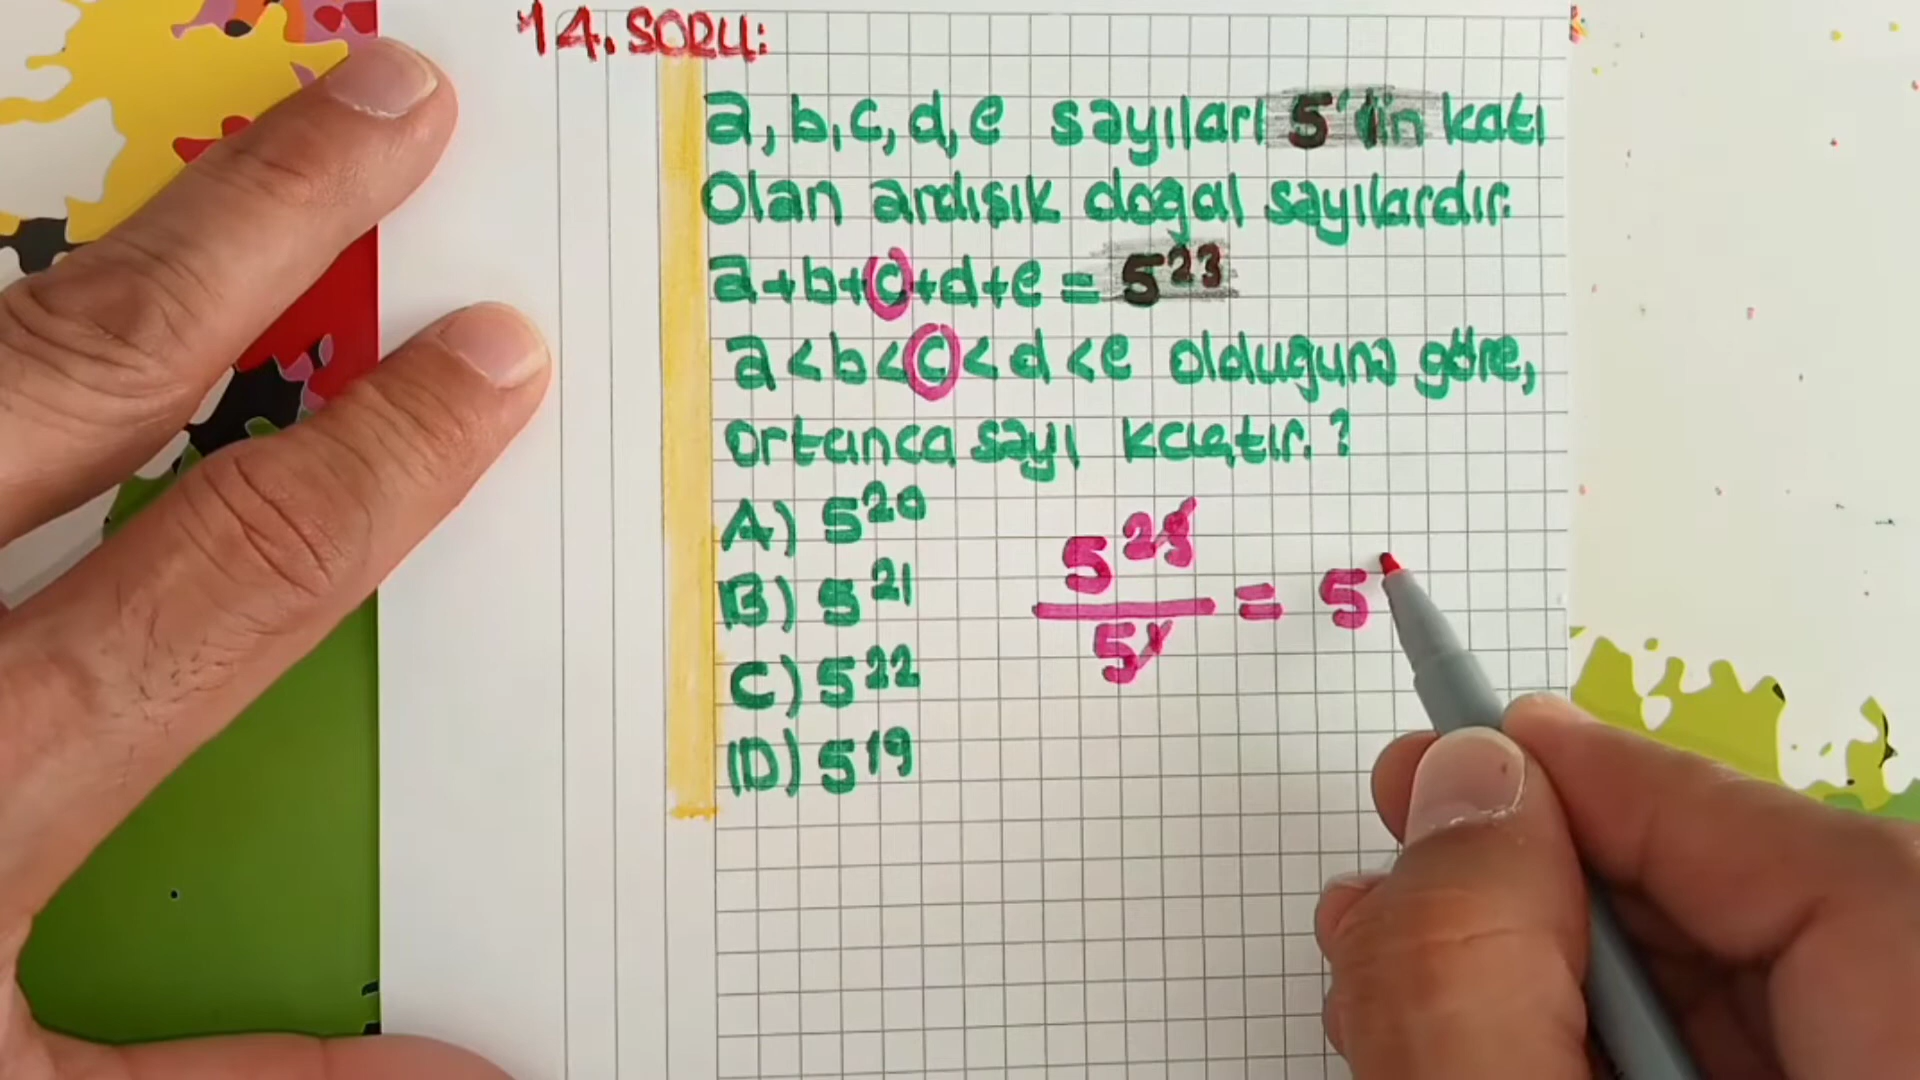 14. SORU:
a, b, c, d, e sayıları 5'in katı
Olan ardışık doğal sayılardır.
a+b+c+d+e = 5²³
a<b<c<d<e olduğuna göre,
ortanca sayı kaçtır.?
A) 5²⁰
B) 5²¹
C) 5²²
D) 5¹⁹
5²³ / 5¹ = 5